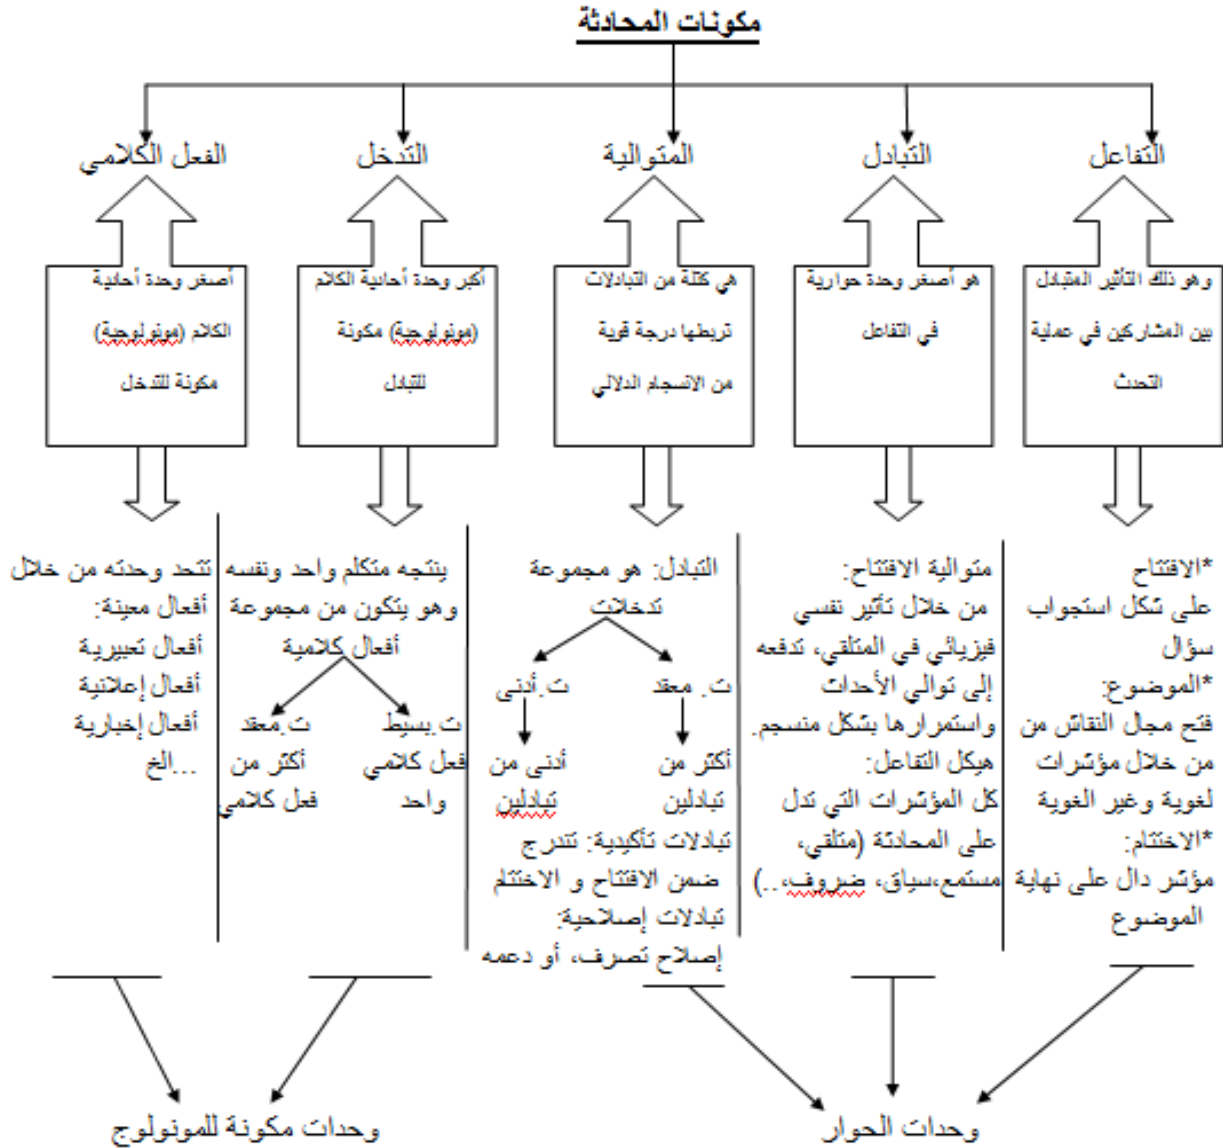 مكونات المحادثة
التفاعل
التبادل
المتوالية
التدخل
الفعل الكلامي
وهو ذلك التأثير المتبادل
بين المشاركين في عملية
التحدث
هو أصغر وحدة حوارية
في التفاعل
هي كتلة من التبادلات
تربطها درجة قوية
من الانسجام الدلالي
أكبر وحدة أحادية الكلام
(مونولوجية) مكونة
للتبادل
أصغر وحدة أحادية
الكلام (مونولوجية)
مكونة للتدخل
*الافتتاح
على شكل استجواب
سؤال
*الموضوع:
فتح مجال النقاش من
من خلال مؤشرات
لغوية وغير الغوية
*الاختتام:
مؤشر دال على نهاية
الموضوع
متوالية الافتتاح:
من خلال تأثير نفسي
فيزيائي في المتلقي، تدفعه
إلى توالي الأحداث
واستمرارها بشكل منسجم.
هيكل التفاعل:
كل المؤشرات التي تدل
على المحادثة (متلقي،
مستمع،سياق، ضروف،..)
التبادل: هو مجموعة
تدخلات
ت. معقد
ت.أدنى
أكثر من
تبادلين
أدنى من
تبادلين
تبادلات تأكيدية: تندرج
ضمن الافتتاح و الاختتام
تبادلات إصلاحية:
إصلاح تصرف، أو دعمه
ينتجه متكلم واحد ونفسه
وهو يتكون من مجموعة
أفعال كلامية
ت.بسيط
ت.معقد
فعل كلامي
واحد
أكثر من
فعل كلامي
تتحد وحدته من خلال
أفعال معينة:
أفعال تعبيرية
أفعال إعلانية
أفعال إخبارية
...الخ
وحدات الحوار
وحدات مكونة للمونولوج